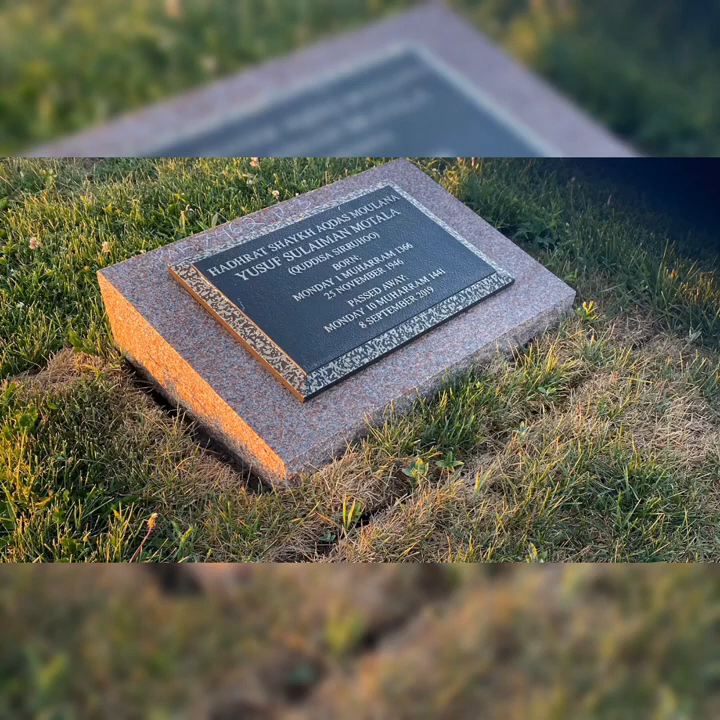 HADHRAT SHAYKH AQDAS MOULANA
YUSUF SULAIMAN MOTALA
(QUDDISA SIRRUHOO)
BORN:
MONDAY 1 MUHARRAM 1366
25 NOVEMBER 1946
PASSED AWAY:
MONDAY 10 MUHARRAM 1441
8 SEPTEMBER 2019